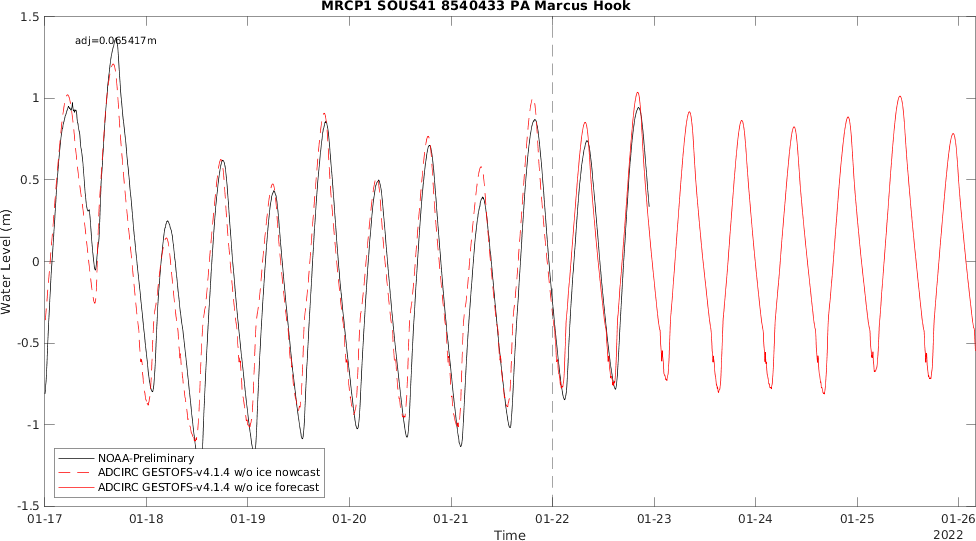 MRCP1 SOUS41 8540433 PA Marcus Hook
1.5
adj=0.065417m
1
0.5
0
-0.5
-1
-1.5
Water Level (m)
NOAA-Preliminary
ADCIRC GESTOFS-v4.1.4 w/o ice nowcast
ADCIRC GESTOFS-v4.1.4 w/o ice forecast
01-17 01-18 01-19 01-20 01-21 01-22 01-23 01-24 01-25 01-26
Time
2022